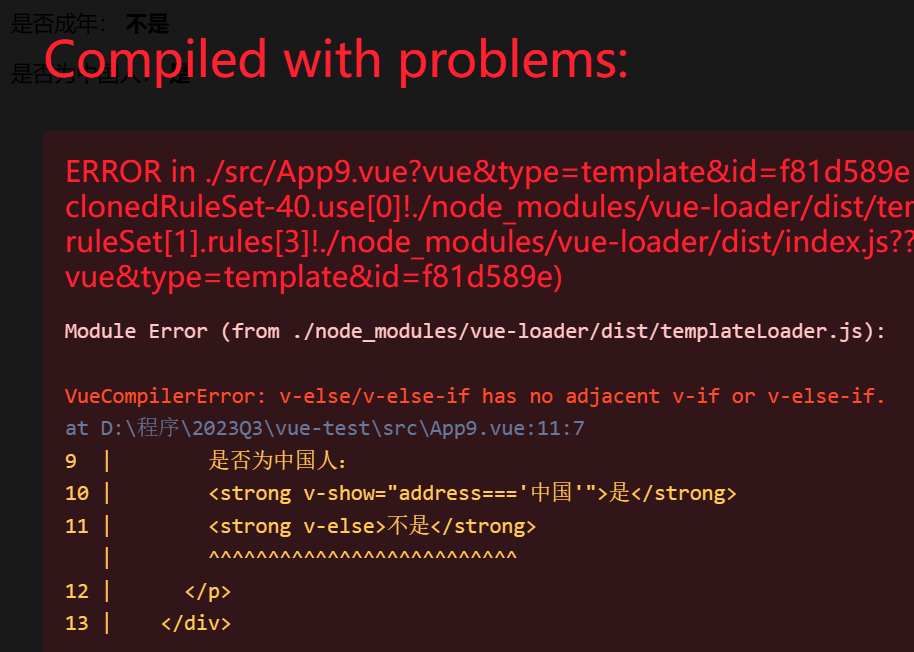 是否成年： 不是
Compiled with problems:
是否为中国人： 是
ERROR in ./src/App9.vue?vue&type=template&id=f81d589e
clonedRuleSet-40.use[0]!./node_modules/vue-loader/dist/ter
ruleSet[1].rules[3]!./node_modules/vue-loader/dist/index.js??
vue&type=template&id=f81d589e)
Module Error (from ./node_modules/vue-loader/dist/templateLoader.js):
VueCompilerError: v-else/v-else-if has no adjacent v-if or v-else-if.
at D:\程序\2023Q3\vue-test\src\App9.vue:11:7
9  |        是否为中国人：
10 |        <strong v-show="address==='中国'">是</strong>
11 |        <strong v-else>不是</strong>
   |        ^^^^^^^^^^^^^^^^^^^^^^^^^^
12 |      </p>
13 |    </div>